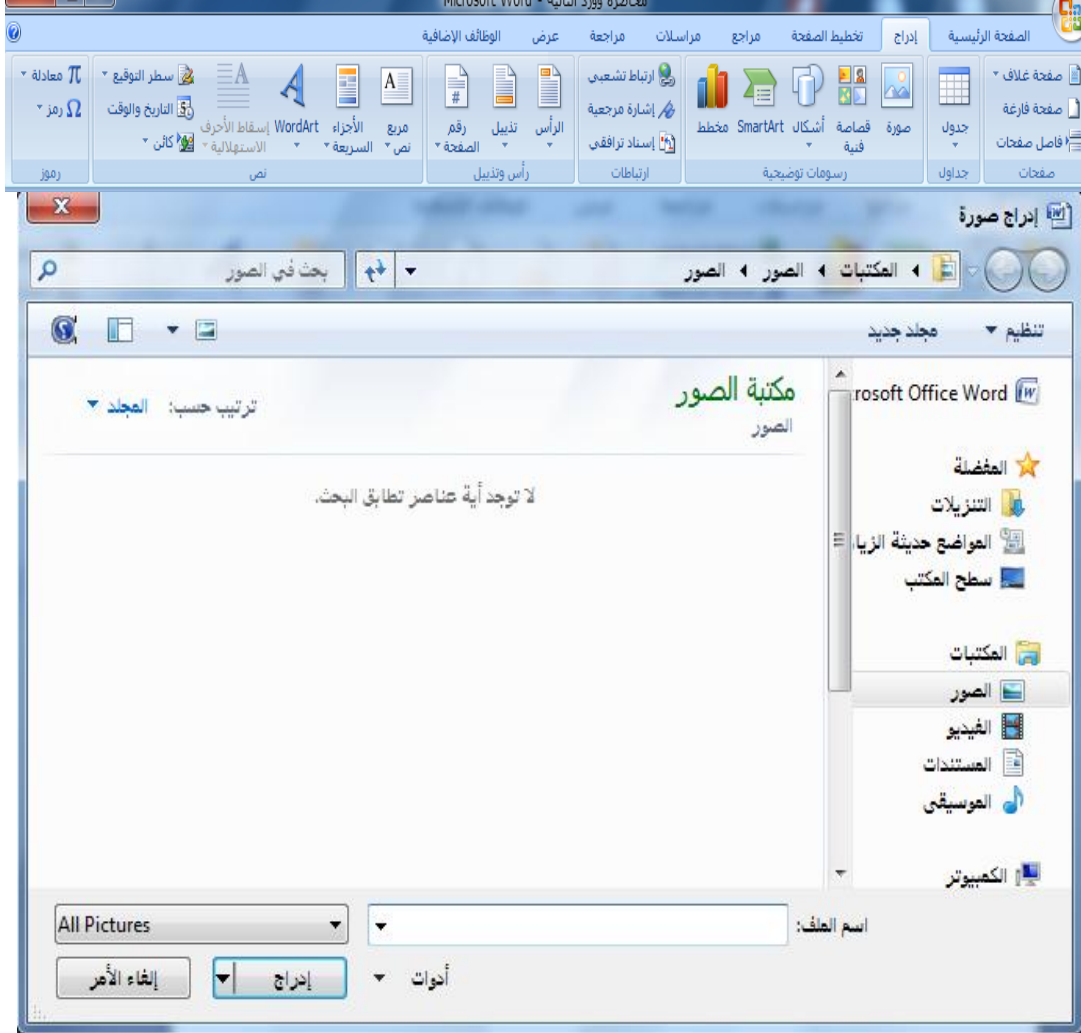 محاضرة وورد التالية - Microsoft Word
الصفحة الرئيسية إدراج تخطيط الصفحة مراجع مراسلات مراجعة عرض الوظائف الإضافية
صفحة غلاف
صفحة فارغة
فاصل صفحات
صفحات
جدول
جداول
صورة
قصاصة فنية
أشكال
SmartArt
مخطط
رسومات توضيحية
ارتباط تشعبي
إشارة مرجعية
إسناد ترافقي
ارتباطات
الرأس
تذييل
رقم الصفحة
#
رأس وتذييل
A
مربع نص
الأجزاء السريعة
A
WordArt
A
إسقاط الأحرف الاستهلالية
سطر التوقيع
5 التاريخ والوقت
كائن
نص
π معادلة
Ω رمز
رموز
إدراج صورة
المكتبات الصور الصور
بحث في الصور
تنظيم مجلد جديد
rosoft Office Word
المفضلة
التنزيلات
المواضع حديثة الزيا
سطح المكتب
المكتبات
الصور
الفيديو
المستندات
الموسيقى
الكمبيوتر
مكتبة الصور
الصور
ترتيب حسب: المجلد
لا توجد أية عناصر تطابق البحث.
اسم الملف:
All Pictures
أدوات إدراج إلغاء الأمر